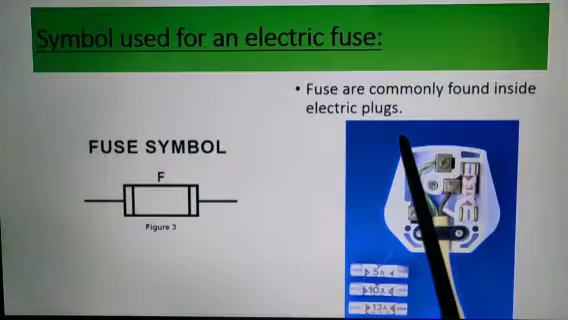 Symbol used for an electric fuse:
• Fuse are commonly found inside
electric plugs.
FUSE SYMBOL
F
Figure 3
5A
10A
13A